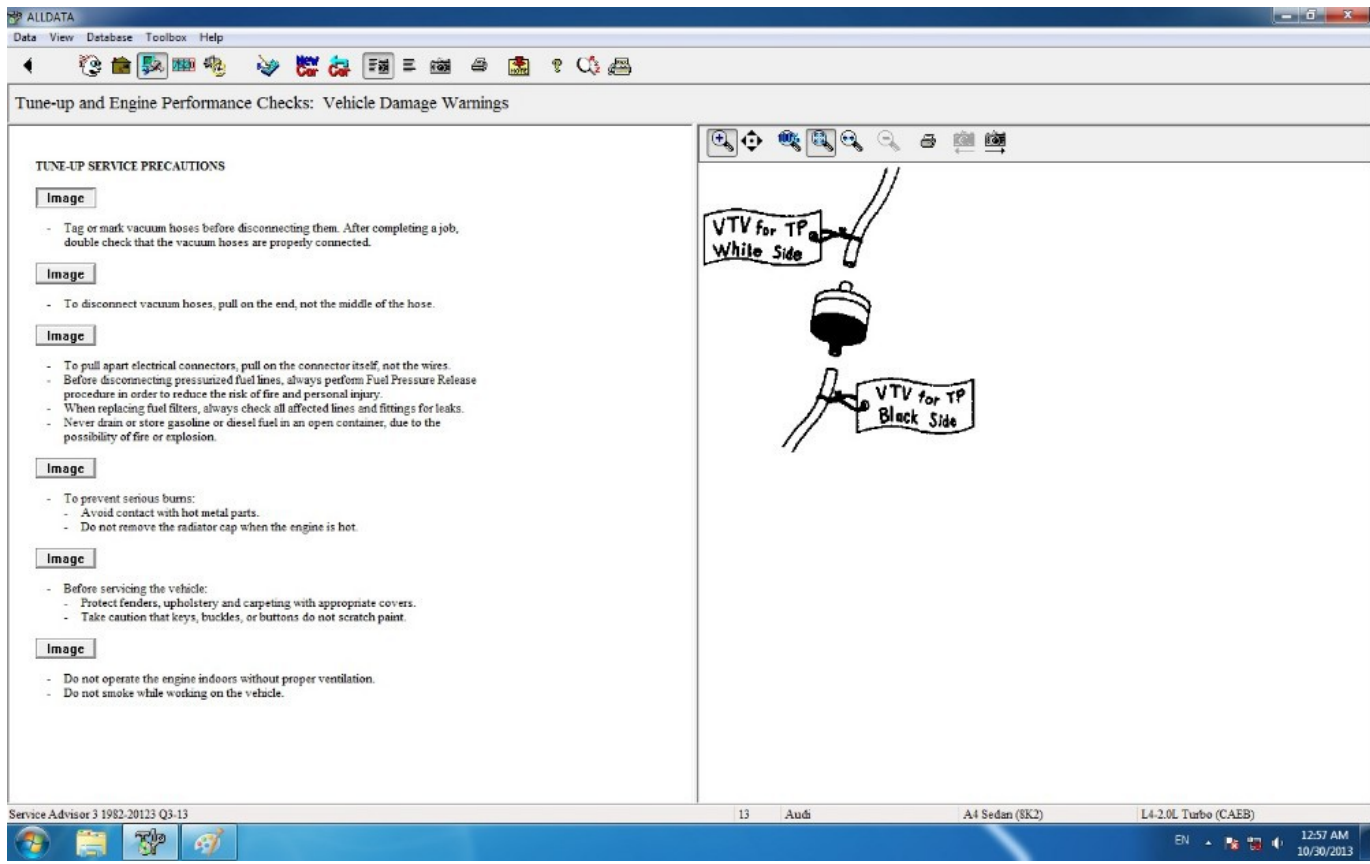 ALLDATA
Data View Database Toolbox Help
New Car Car
Tune-up and Engine Performance Checks: Vehicle Damage Warnings
TUNE-UP SERVICE PRECAUTIONS
Image
- Tag or mark vacuum hoses before disconnecting them. After completing a job,
double check that the vacuum hoses are properly connected.
Image
- To disconnect vacuum hoses, pull on the end, not the middle of the hose.
Image
- To pull apart electrical connectors, pull on the connector itself, not the wires.
- Before disconnecting pressurized fuel lines, always perform Fuel Pressure Release
procedure in order to reduce the risk of fire and personal injury.
- When replacing fuel filters, always check all affected lines and fittings for leaks.
- Never drain or store gasoline or diesel fuel in an open container, due to the
possibility of fire or explosion.
Image
- To prevent serious burns:
- Avoid contact with hot metal parts.
- Do not remove the radiator cap when the engine is hot.
Image
- Before servicing the vehicle:
- Protect fenders, upholstery and carpeting with appropriate covers.
- Take caution that keys, buckles, or buttons do not scratch paint.
Image
- Do not operate the engine indoors without proper ventilation.
- Do not smoke while working on the vehicle.
VTV for TP
White Side
VTV for TP
Black Side
Service Advisor 3 1982-20123 Q3-13 13 Audi A4 Sedan (8K2) L4-2.0L Turbo (CAEB)
EN 12:57 AM
10/30/2013